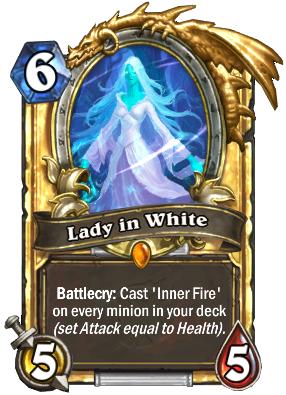 6
Lady in White
Battlecry: Cast 'Inner Fire'
on every minion in your deck
(set Attack equal to Health).
5 5